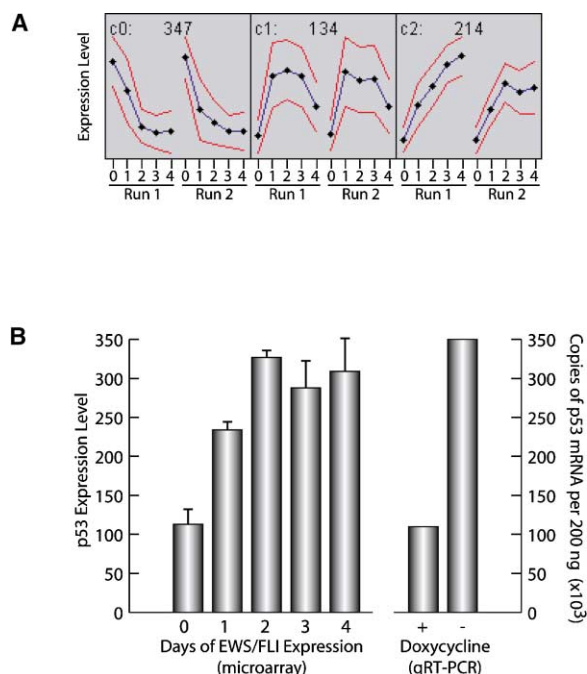 A
c0: 347 c1: 134 c2: 214
Expression Level
0 1 2 3 4 0 1 2 3 4 0 1 2 3 4 0 1 2 3 4 0 1 2 3 4 0 1 2 3 4
Run 1 Run 2 Run 1 Run 2 Run 1 Run 2
B
p53 Expression Level
350
300
250
200
150
100
50
0
0 1 2 3 4
Days of EWS/FLI Expression
(microarray)
+ -
Doxycycline
(qRT-PCR)
350
300
250
200
150
100
50
0
Copies of p53 mRNA per 200 ng (x10³)